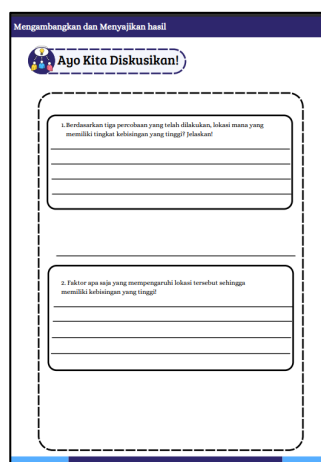 Mengambangkan dan Menyajikan hasil
Ayo Kita Diskusikan!
1. Berdasarkan tiga percobaan yang telah dilakukan, lokasi mana yang
memiliki tingkat kebisingan yang tinggi? Jelaskan!
2. Faktor apa saja yang mempengaruhi lokasi tersebut sehingga
memiliki kebisingan yang tinggi!